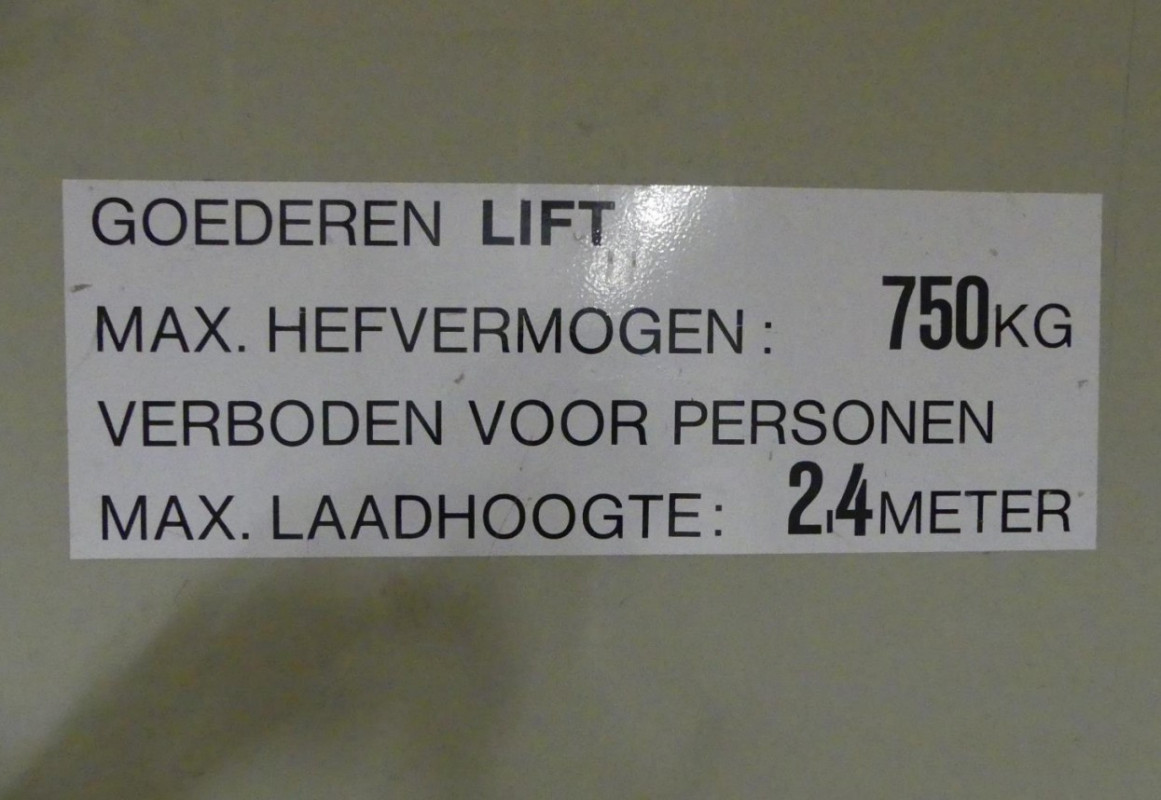 GOEDEREN LIFT
MAX. HEFVERMOGEN: 750KG
VERBODEN VOOR PERSONEN
MAX. LAADHOOGTE: 2,4METER